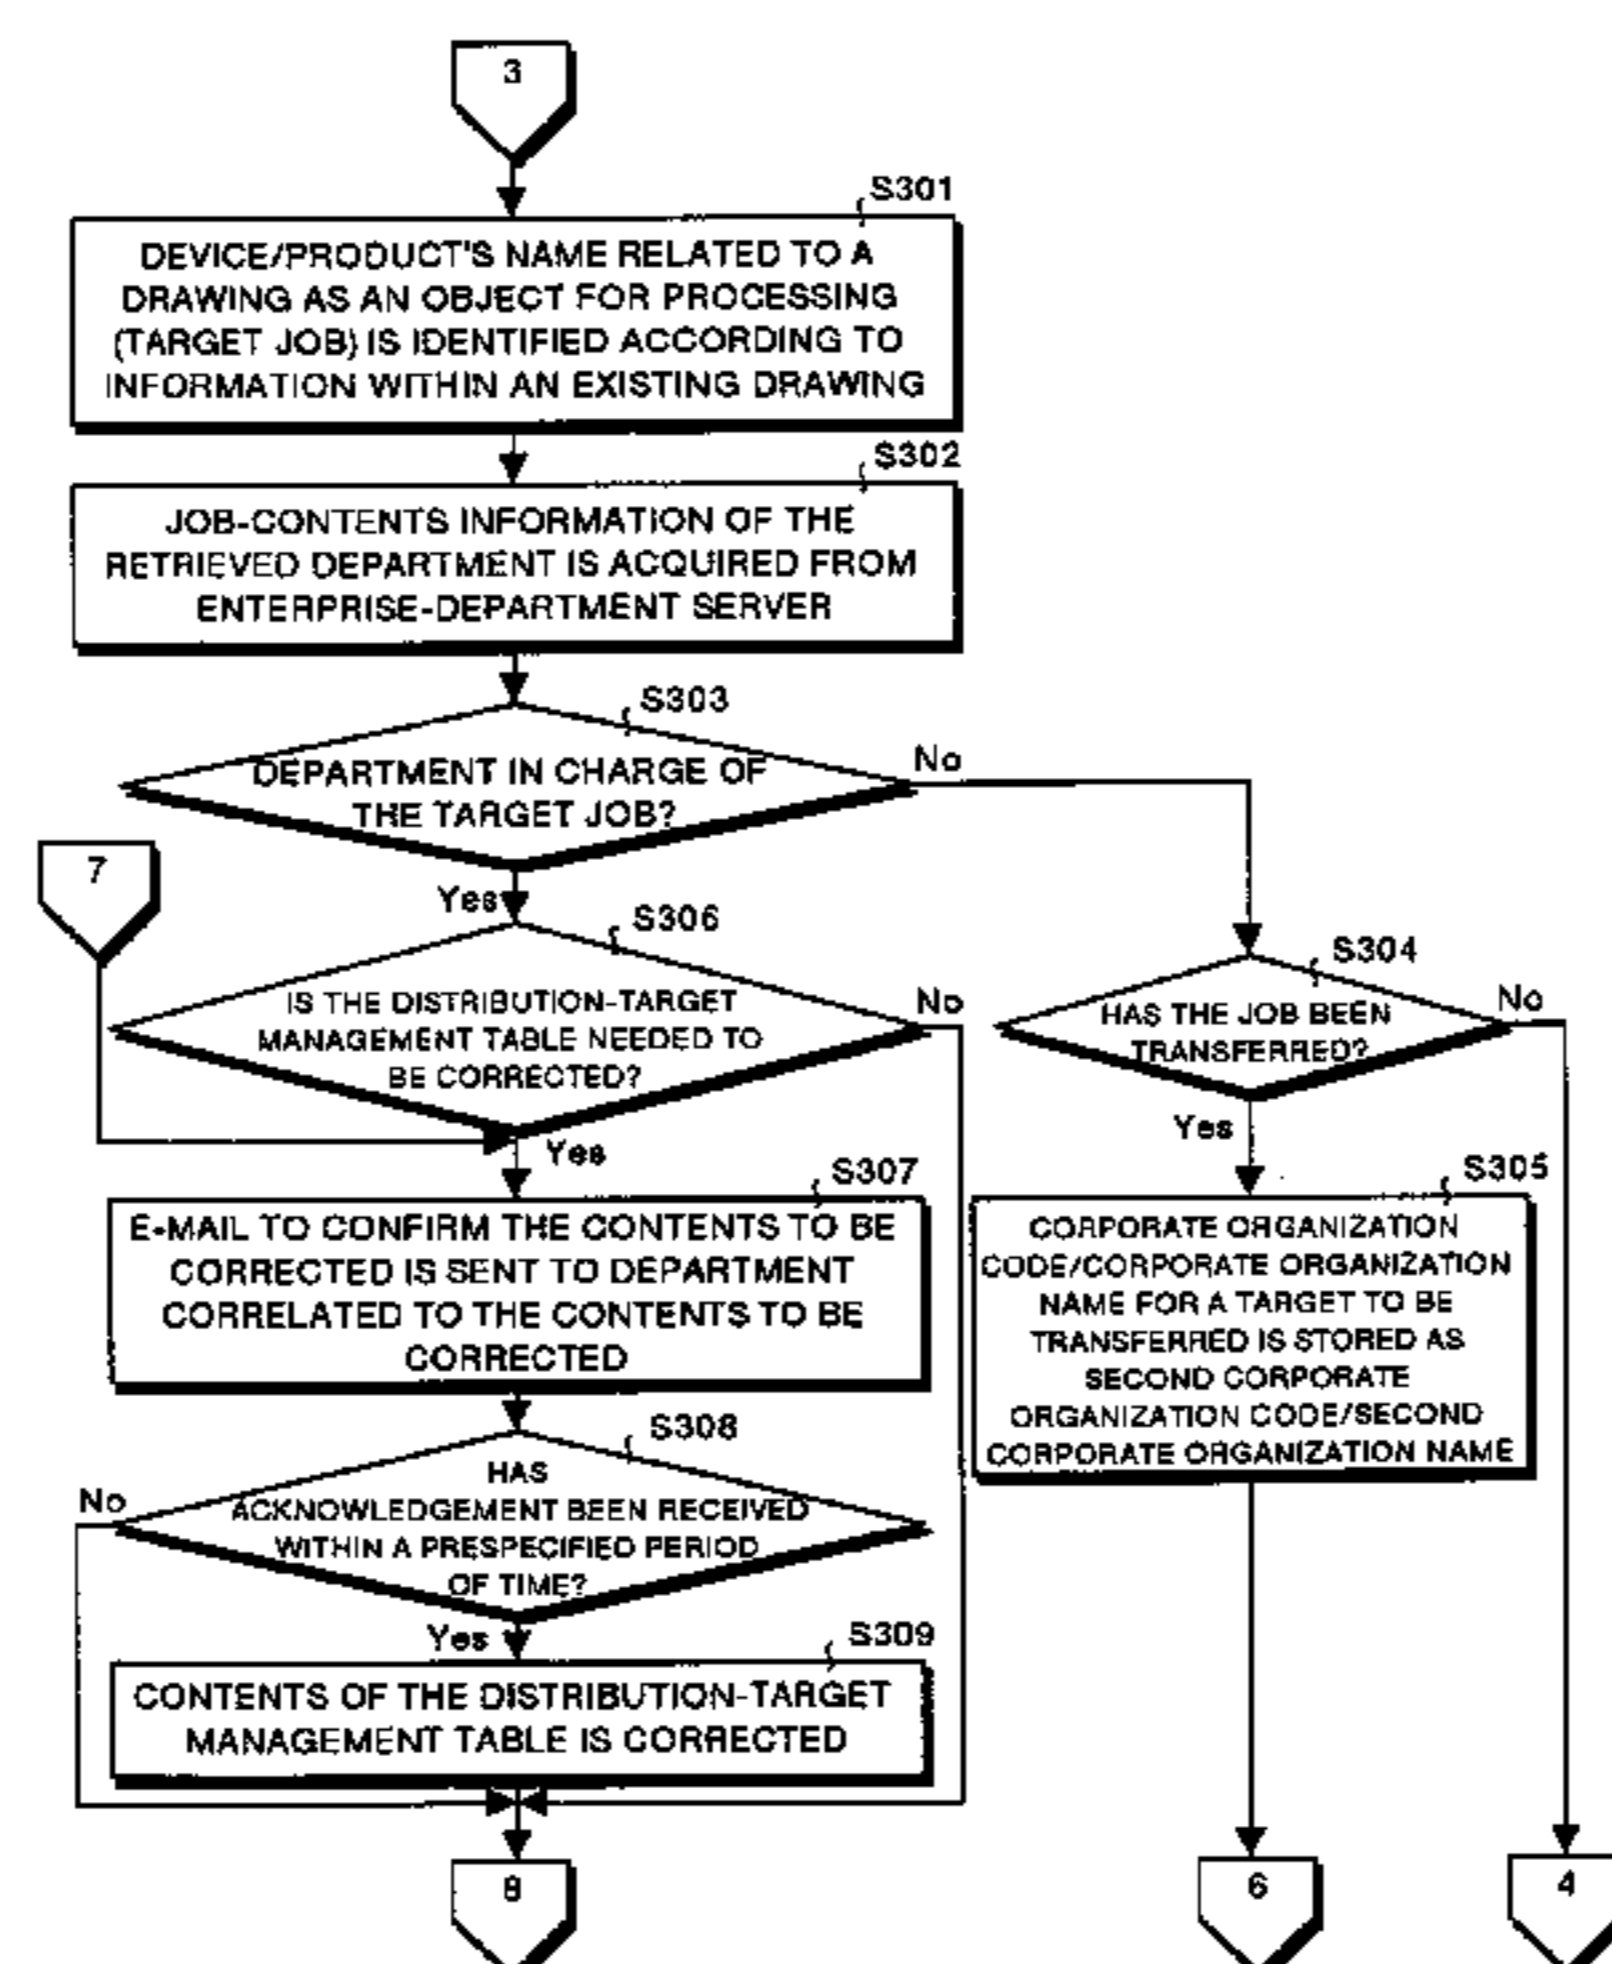 3
S301
DEVICE/PRODUCT'S NAME RELATED TO A
DRAWING AS AN OBJECT FOR PROCESSING
(TARGET JOB) IS IDENTIFIED ACCORDING TO
INFORMATION WITHIN AN EXISTING DRAWING
S302
JOB-CONTENTS INFORMATION OF THE
RETRIEVED DEPARTMENT IS ACQUIRED FROM
ENTERPRISE-DEPARTMENT SERVER
S303
DEPARTMENT IN CHARGE OF
THE TARGET JOB?
No
Yes
7
S306
IS THE DISTRIBUTION-TARGET
MANAGEMENT TABLE NEEDED TO
BE CORRECTED?
No
Yes
S304
HAS THE JOB BEEN
TRANSFERRED?
No
Yes
S307
E-MAIL TO CONFIRM THE CONTENTS TO BE
CORRECTED IS SENT TO DEPARTMENT
CORRELATED TO THE CONTENTS TO BE
CORRECTED
S305
CORPORATE ORGANIZATION
CODE/CORPORATE ORGANIZATION
NAME FOR A TARGET TO BE
TRANSFERRED IS STORED AS
SECOND CORPORATE
ORGANIZATION CODE/SECOND
CORPORATE ORGANIZATION NAME
S308
HAS
ACKNOWLEDGEMENT BEEN RECEIVED
WITHIN A PRESPECIFIED PERIOD
OF TIME?
No
Yes
S309
CONTENTS OF THE DISTRIBUTION-TARGET
MANAGEMENT TABLE IS CORRECTED
8
6
4